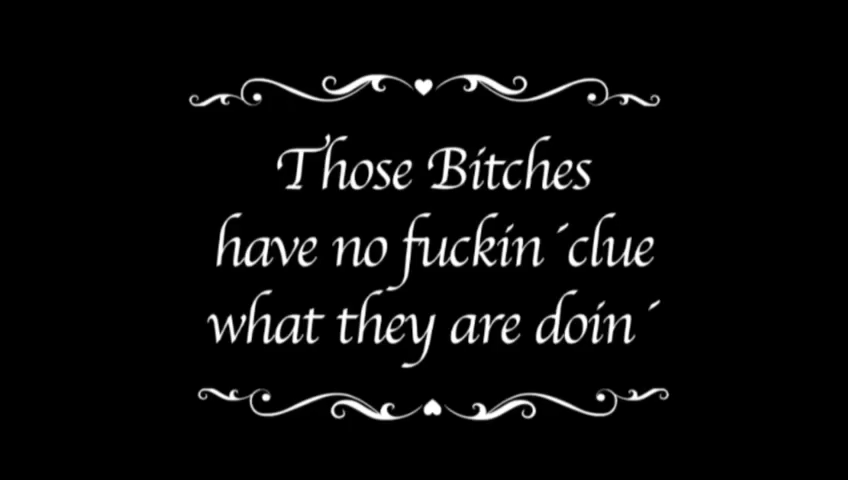 Those Bitches
have no fuckin´clue
what they are doin´